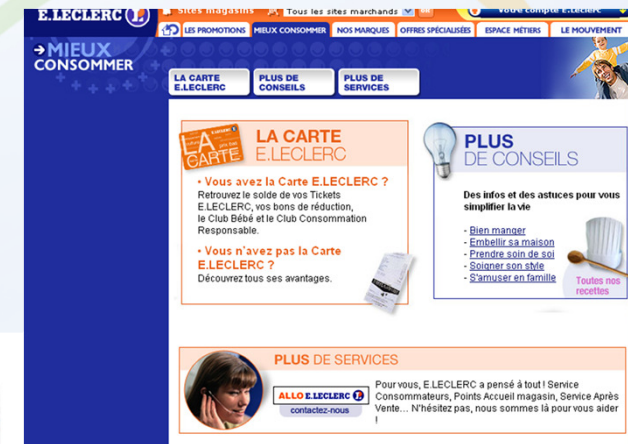 E.LECLERC L
Sites magasins Tous les sites marchands Votre compte E.Leclerc
LES PROMOTIONS MIEUX CONSOMMER NOS MARQUES OFFRES SPÉCIALISÉES ESPACE MÉTIERS LE MOUVEMENT
MIEUX
CONSOMMER
LA CARTE
E.LECLERC
PLUS DE
CONSEILS
PLUS DE
SERVICES
LA
CARTE
LA CARTE
E.LECLERC
• Vous avez la Carte E.LECLERC ?
Retrouvez le solde de vos Tickets
E.LECLERC, vos bons de réduction,
le Club Bébé et le Club Consommation
Responsable.
• Vous n'avez pas la Carte
E.LECLERC ?
Découvrez tous ses avantages.
PLUS
DE CONSEILS
Des infos et des astuces pour vous
simplifier la vie
- Bien manger
- Embellir sa maison
- Prendre soin de soi
- Soigner son style
- S'amuser en famille
Toutes nos
recettes
PLUS DE SERVICES
ALLO E.LECLERC L
contactez-nous
Pour vous, E.LECLERC a pensé à tout ! Service
Consommateurs, Points Accueil magasin, Service Après
Vente... N'hésitez pas, nous sommes là pour vous aider
!